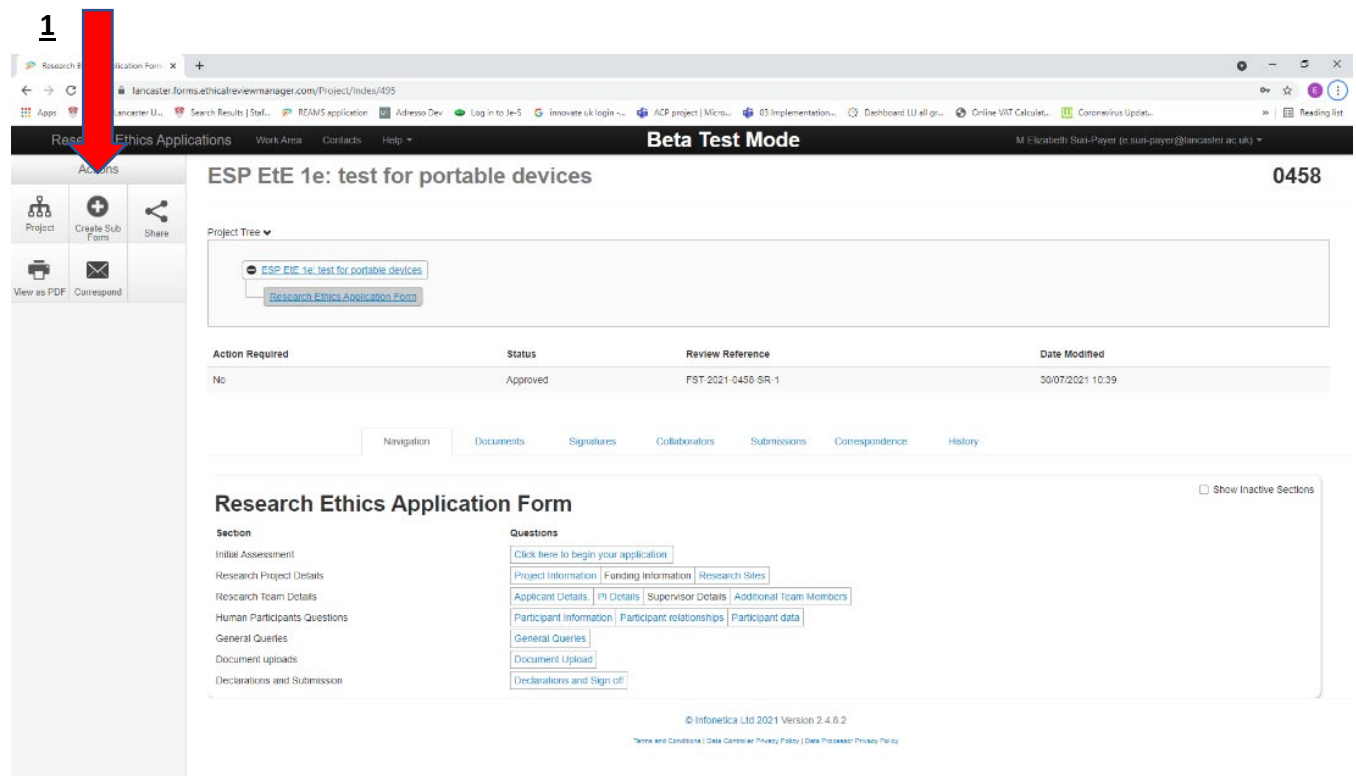 1
Research E lication Form
lancaster.forms.ethicalreviewmanager.com/Project/Index/495
Apps ancaster U... Search Results | Staf... REAMS application Adresso Dev Log in to Je-S innovate uk login -... ACP project | Micro... 03 Implementation... Dashboard LU all gr... Online VAT Calculat... Coronavirus Updat... » Reading list
Rese Ethics Applications Work Area Contacts Help Beta Test Mode M Elizabeth Sun-Payer (e.sun-payer@lancaster.ac.uk)
Actions
ESP EtE 1e: test for portable devices 0458
Project Create Sub Form Share
View as PDF Correspond
Project Tree
ESP EtE 1e: test for portable devices
Research Ethics Application Form
Action Required Status Review Reference Date Modified
No Approved FST-2021-0458-SR-1 30/07/2021 10:39
Navigation Documents Signatures Collaborators Submissions Correspondence History
Show Inactive Sections
Research Ethics Application Form
Section Questions
Initial Assessment Click here to begin your application
Research Project Details Project Information Funding Information Research Sites
Research Team Details Applicant Details. PI Details Supervisor Details Additional Team Members
Human Participants Questions Participant Information Participant relationships Participant data
General Queries General Queries
Document uploads Document Upload
Declarations and Submission Declarations and Sign off
© Infonetica Ltd 2021 Version 2.4.8.2
Terms and Conditions | Data Controller Privacy Policy | Data Processor Privacy Policy